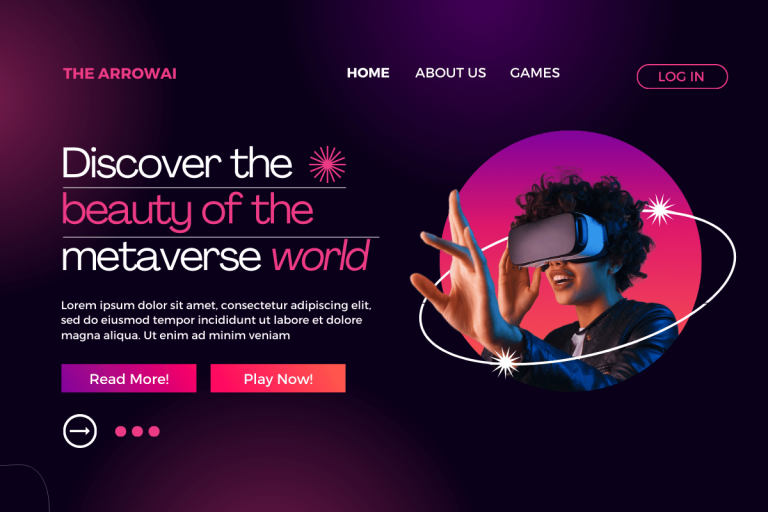 THE ARROWAI
HOME ABOUT US GAMES
LOG IN
Discover the
beauty of the
metaverse world
Lorem ipsum dolor sit amet, consectetur adipiscing elit,
sed do eiusmod tempor incididunt ut labore et dolore
magna aliqua. Ut enim ad minim veniam
Read More! Play Now!